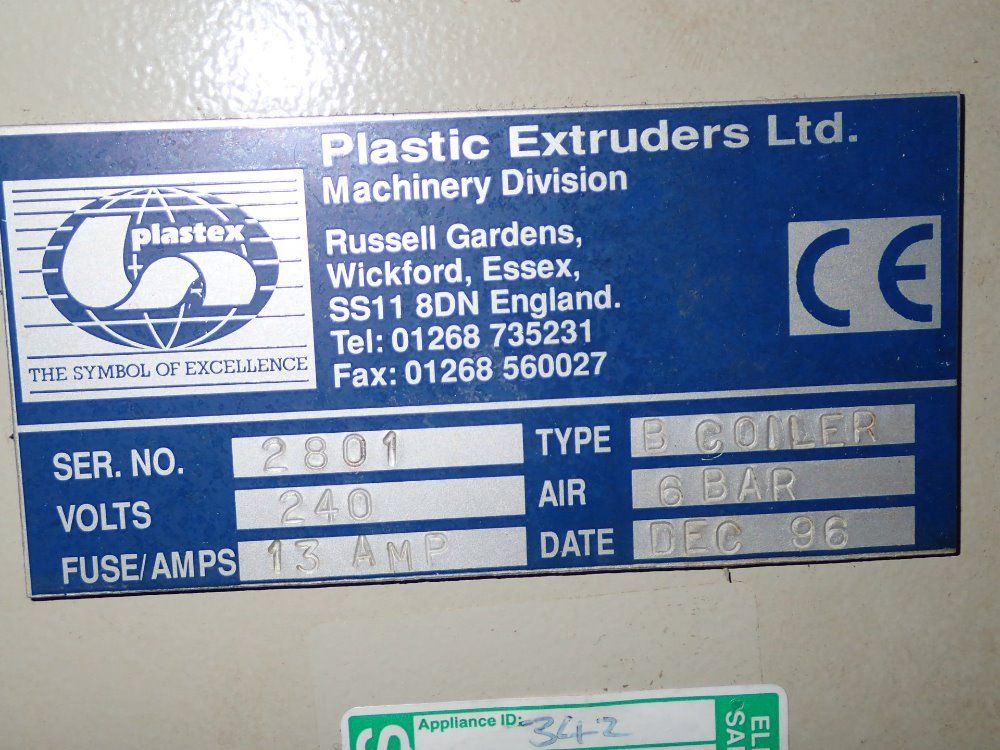 Plastic Extruders Ltd.
Machinery Division
plastex
THE SYMBOL OF EXCELLENCE
Russell Gardens,
Wickford, Essex,
SS11 8DN England.
Tel: 01268 735231
Fax: 01268 560027
CE
SER. NO. 2801 TYPE B COILER
VOLTS 240 AIR 6 BAR
FUSE/AMPS 13 AMP DATE DEC 96
Appliance ID: 342